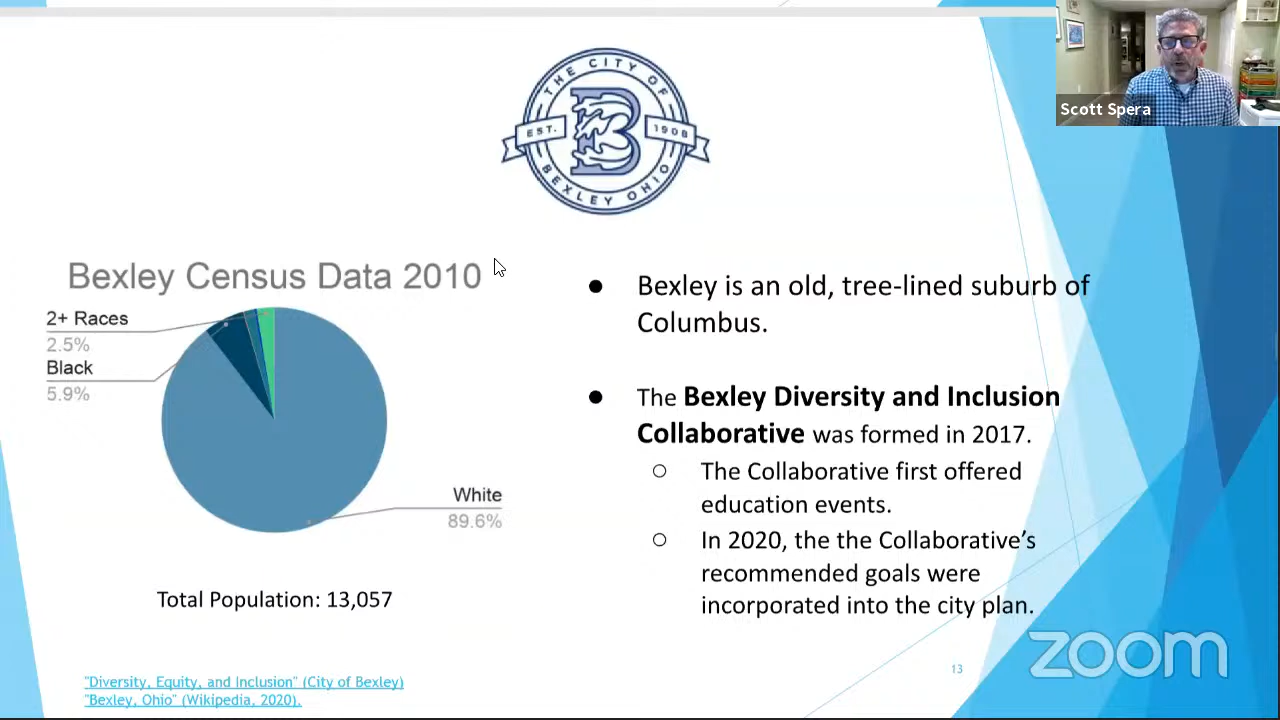 Scott Spera
THE CITY OF
B
EST. 1908
BEXLEY OHIO
Bexley Census Data 2010
2+ Races
2.5%
Black
5.9%
White
89.6%
Total Population: 13,057
● Bexley is an old, tree-lined suburb of
Columbus.
● The Bexley Diversity and Inclusion
Collaborative was formed in 2017.
○ The Collaborative first offered
education events.
○ In 2020, the the Collaborative’s
recommended goals were
incorporated into the city plan.
"Diversity, Equity, and Inclusion" (City of Bexley)
"Bexley, Ohio" (Wikipedia, 2020).
13
zoom